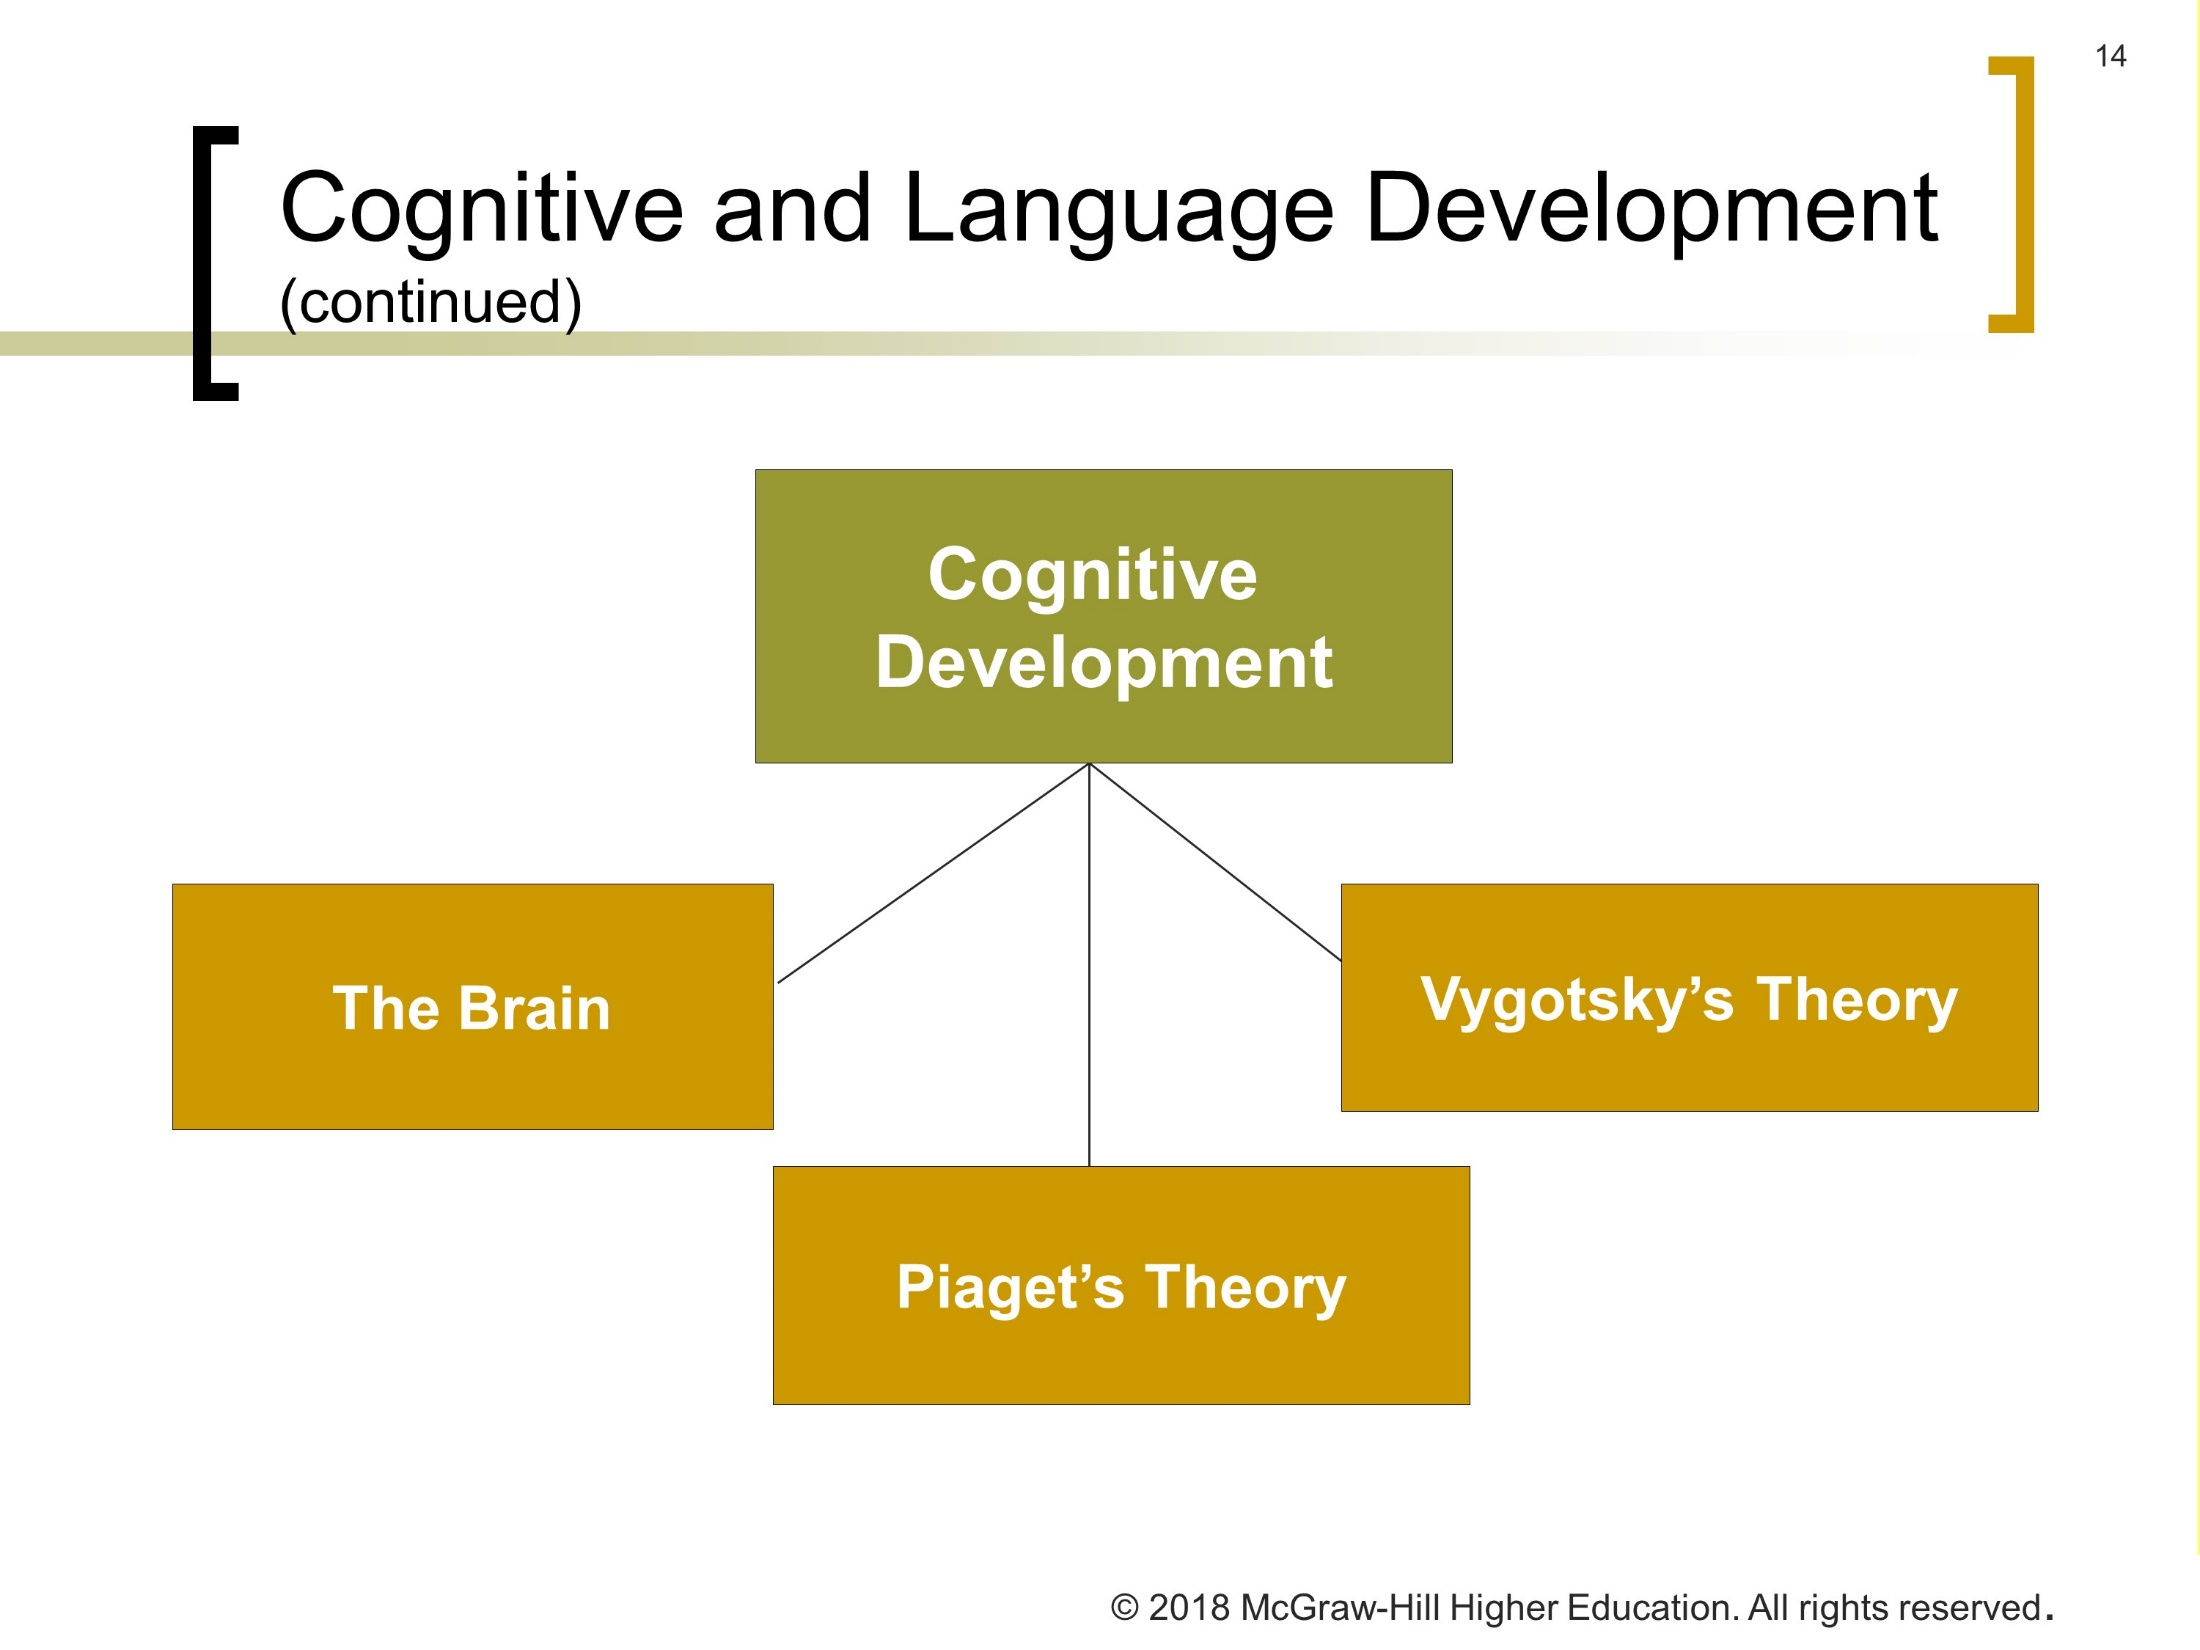 14
Cognitive and Language Development
(continued)
Cognitive
Development
The Brain
Vygotsky’s Theory
Piaget’s Theory
© 2018 McGraw-Hill Higher Education. All rights reserved.